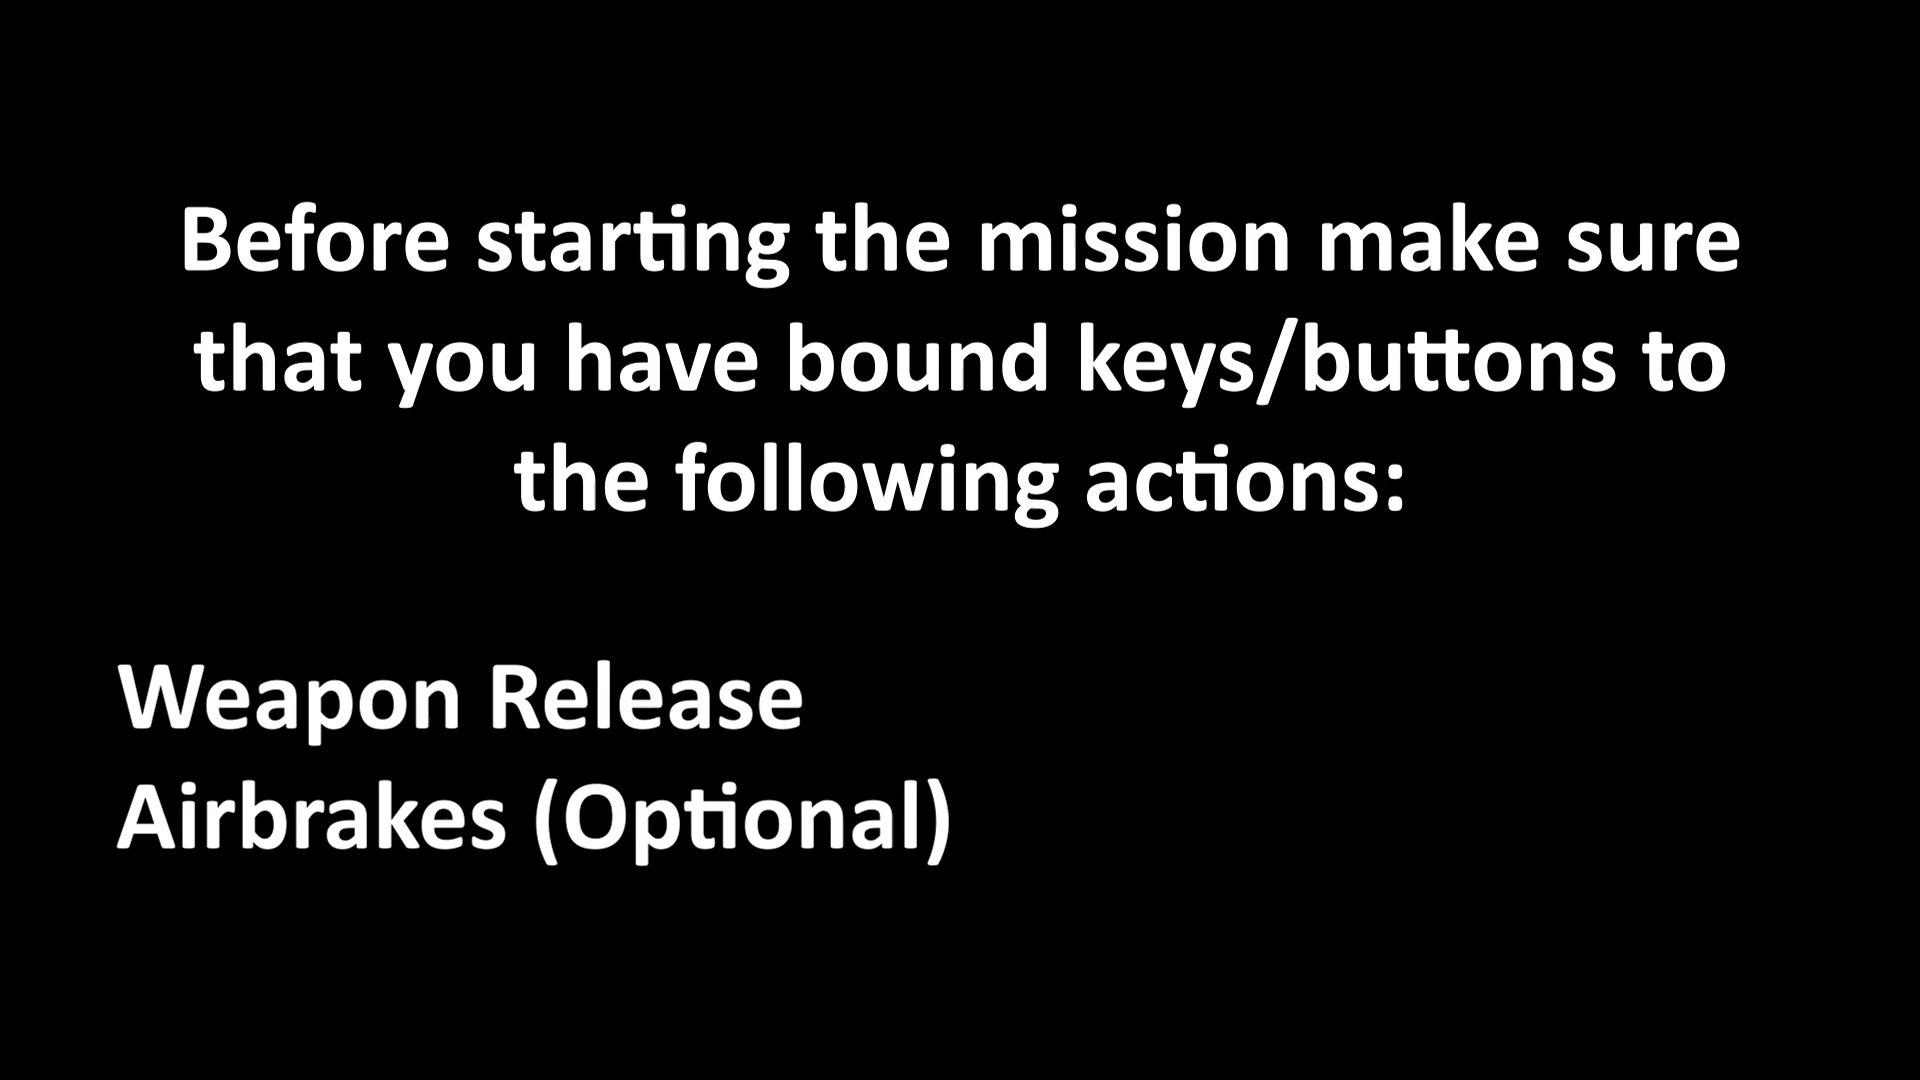 Before starting the mission make sure
that you have bound keys/buttons to
the following actions:
Weapon Release
Airbrakes (Optional)